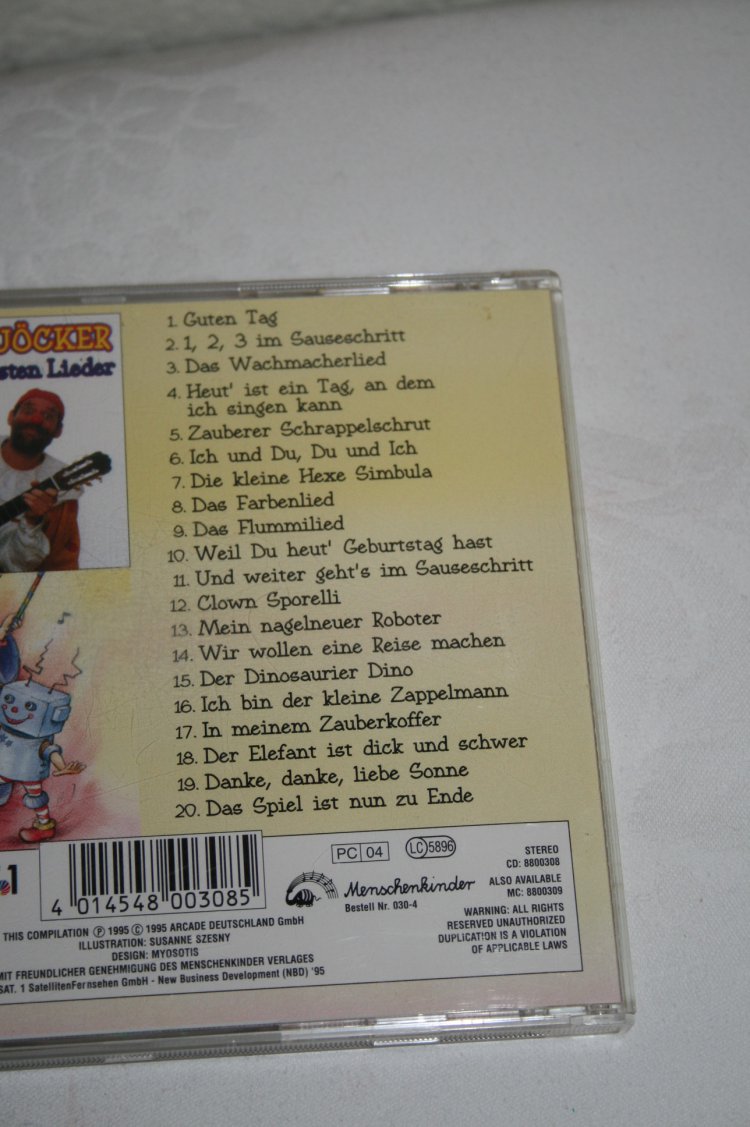 JÖCKER
sten Lieder
1. Guten Tag
2. 1, 2, 3 im Sauseschritt
3. Das Wachmacherlied
4. Heut' ist ein Tag, an dem
ich singen kann
5. Zauberer Schrappelschrut
6. Ich und Du, Du und Ich
7. Die kleine Hexe Simbula
8. Das Farbenlied
9. Das Flummilied
10. Weil Du heut' Geburtstag hast
11. Und weiter geht's im Sauseschritt
12. Clown Sporelli
13. Mein nagelneuer Roboter
14. Wir wollen eine Reise machen
15. Der Dinosaurier Dino
16. Ich bin der kleine Zappelmann
17. In meinem Zauberkoffer
18. Der Elefant ist dick und schwer
19. Danke, danke, liebe Sonne
20. Das Spiel ist nun zu Ende
1
4 014548 003085
PC 04
LC 5896
STEREO
CD: 8800308
Menschenkinder
Bestell Nr. 030-4
ALSO AVAILABLE
MC: 8800309
WARNING: ALL RIGHTS
RESERVED UNAUTHORIZED
DUPLICATION IS A VIOLATION
OF APPLICABLE LAWS
THIS COMPILATION Ⓟ 1995 © 1995 ARCADE DEUTSCHLAND GmbH
ILLUSTRATION: SUSANNE SZESNY
DESIGN: MYOSOTIS
MIT FREUNDLICHER GENEHMIGUNG DES MENSCHENKINDER VERLAGES
SAT. 1 SatellitenFernsehen GmbH - New Business Development (NBD) '95